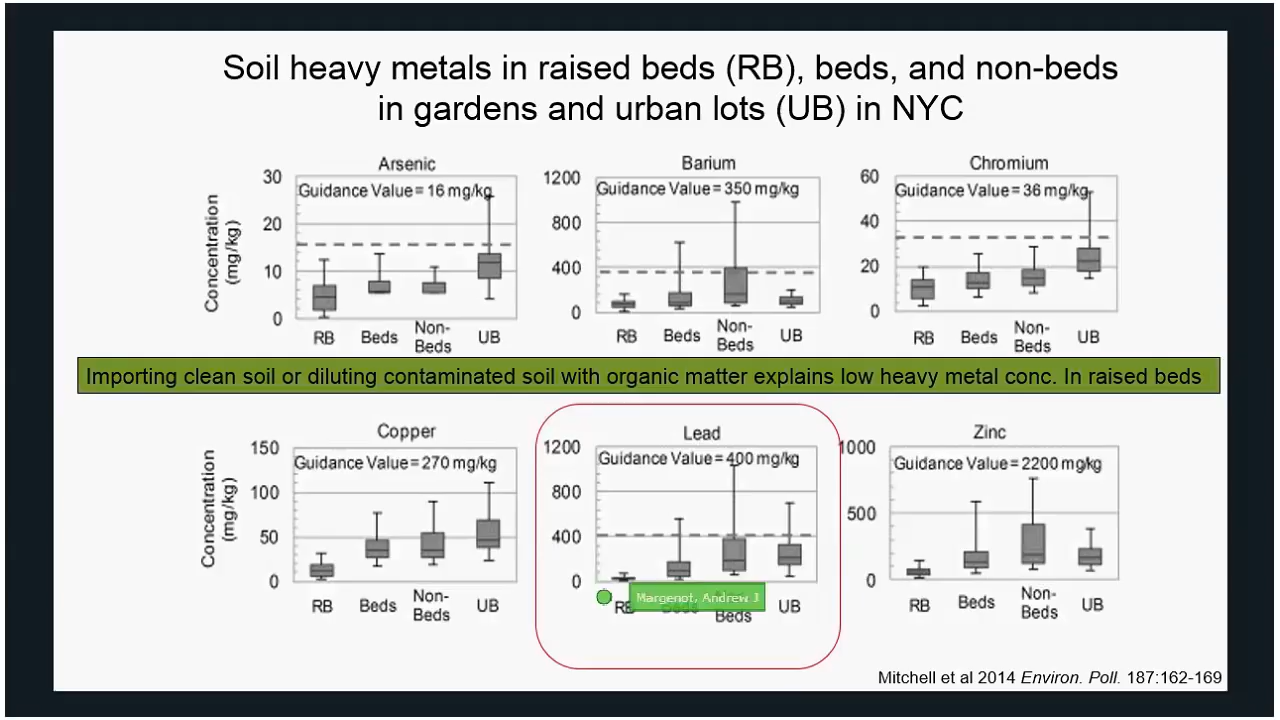 Soil heavy metals in raised beds (RB), beds, and non-beds
in gardens and urban lots (UB) in NYC
Arsenic
Guidance Value = 16 mg/kg
Concentration
(mg/kg)
30
20
10
0
RB
Beds
Non-
Beds
UB
Barium
Guidance Value = 350 mg/kg
1200
800
400
0
RB
Beds
Non-
Beds
UB
Chromium
Guidance Value = 36 mg/kg
60
40
20
0
RB
Beds
Non-
Beds
UB
Importing clean soil or diluting contaminated soil with organic matter explains low heavy metal conc. In raised beds
Copper
Guidance Value = 270 mg/kg
Concentration
(mg/kg)
150
100
50
0
RB
Beds
Non-
Beds
UB
Lead
Guidance Value = 400 mg/kg
1200
800
400
0
Margenot, Andrew J
RB
Beds
UB
Zinc
Guidance Value = 2200 mg/kg
1000
500
0
RB
Beds
Non-
Beds
UB
Mitchell et al 2014 Environ. Poll. 187:162-169